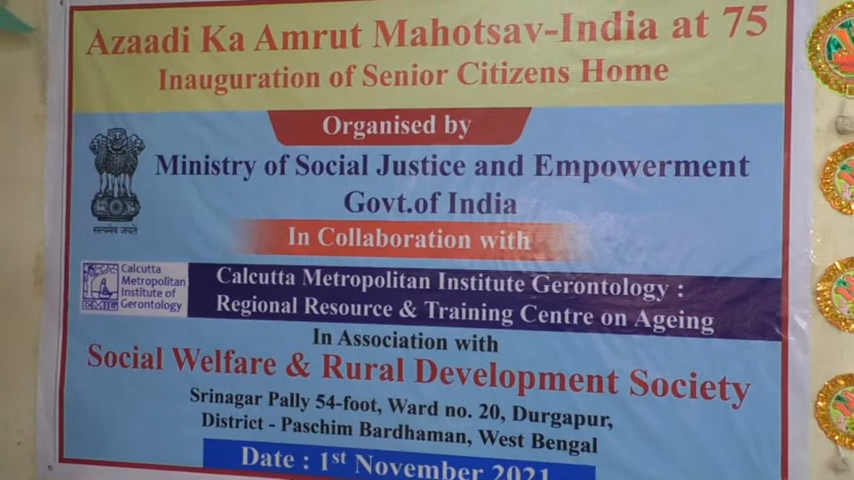 Azaadi Ka Amrut Mahotsav-India at 75
Inauguration of Senior Citizens Home
Organised by
Ministry of Social Justice and Empowerment
Govt.of India
सत्यमेव जयते
In Collaboration with
Calcutta
Metropolitan
Institute of
Gerontology
Calcutta Metropolitan Institute Gerontology :
Regional Resource & Training Centre on Ageing
In Association with
Social Welfare & Rural Development Society
Srinagar Pally 54-foot, Ward no. 20, Durgapur,
District - Paschim Bardhaman, West Bengal
Date : 1st November 2021